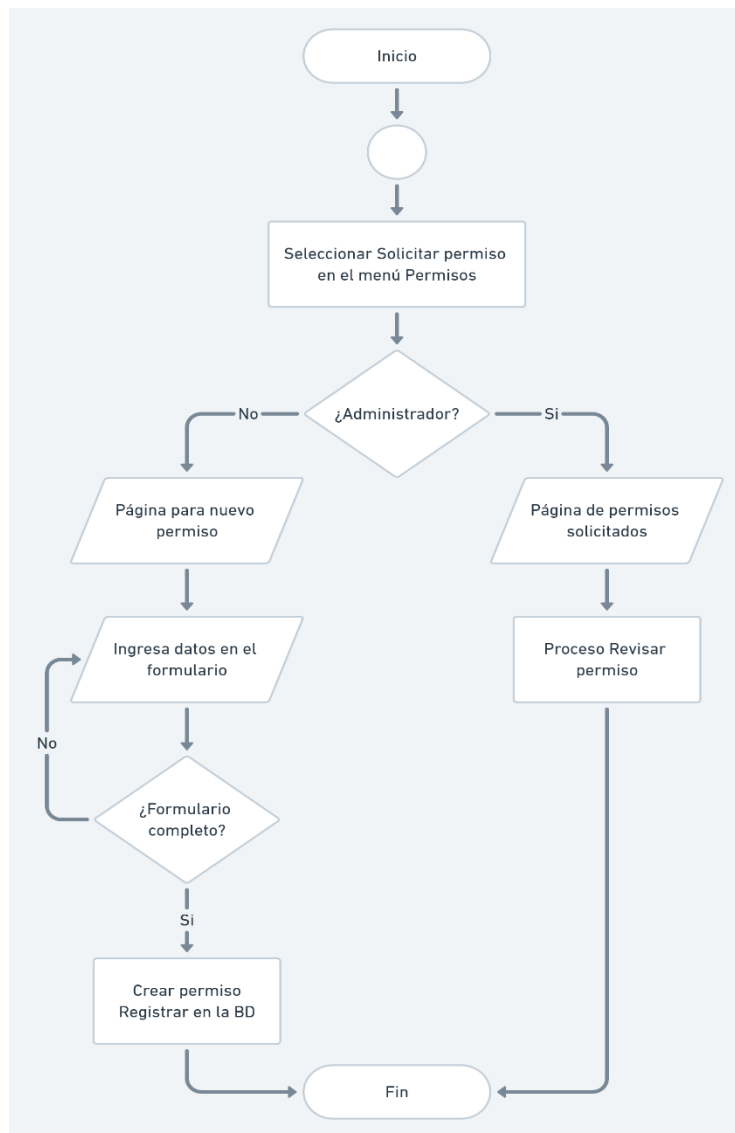 Inicio
Seleccionar Solicitar permiso
en el menú Permisos
¿Administrador?
No
Si
Página para nuevo
permiso
Página de permisos
solicitados
Ingresa datos en el
formulario
Proceso Revisar
permiso
No
¿Formulario
completo?
Si
Crear permiso
Registrar en la BD
Fin